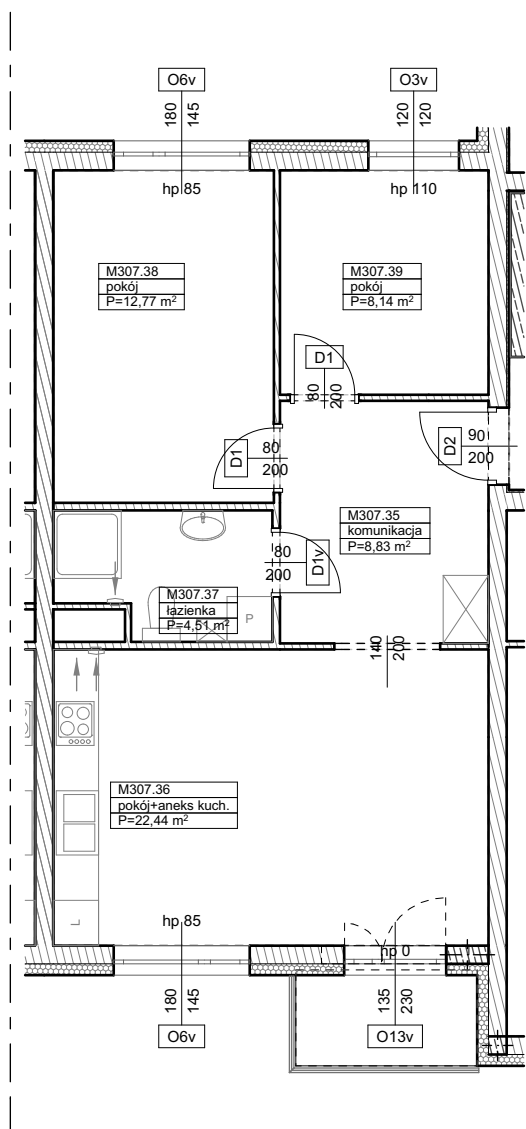 O6v
O3v
180
145
120
120
hp 85
hp 110
M307.38
pokój
P=12,77 m²
M307.39
pokój
P=8,14 m²
D1
80
200
D1
80
200
D2
90
200
M307.35
komunikacja
P=8,83 m²
80
200
D1v
M307.37
łazienka
P=4,51 m²
P
140
200
M307.36
pokój+aneks kuch.
P=22,44 m²
L
hp 85
hp 0
180
145
135
230
O6v
O13v